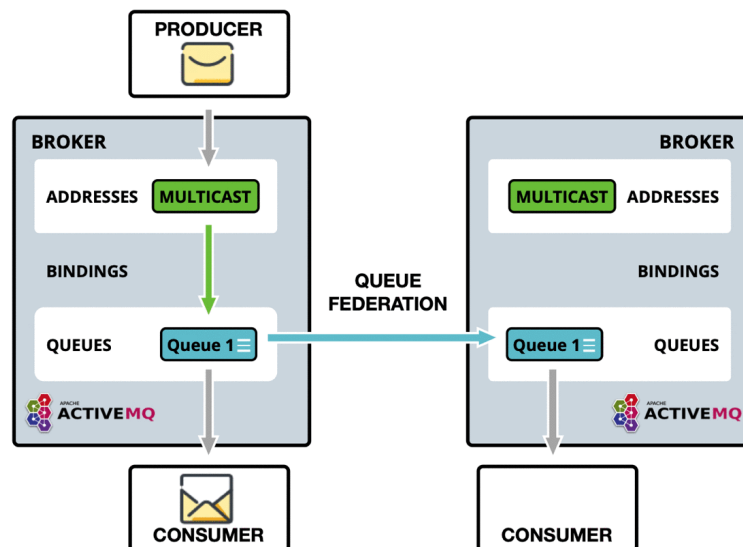 PRODUCER
BROKER
ADDRESSES
MULTICAST
BINDINGS
QUEUES
Queue 1
APACHE
ACTIVEMQ
CONSUMER
QUEUE
FEDERATION
BROKER
MULTICAST
ADDRESSES
BINDINGS
Queue 1
QUEUES
APACHE
ACTIVEMQ
CONSUMER